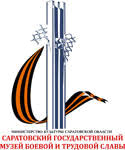 МИНИСТЕРСТВО КУЛЬТУРЫ САРАТОВСКОЙ ОБЛАСТИ
САРАТОВСКИЙ ГОСУДАРСТВЕННЫЙ
МУЗЕЙ БОЕВОЙ И ТРУДОВОЙ СЛАВЫ